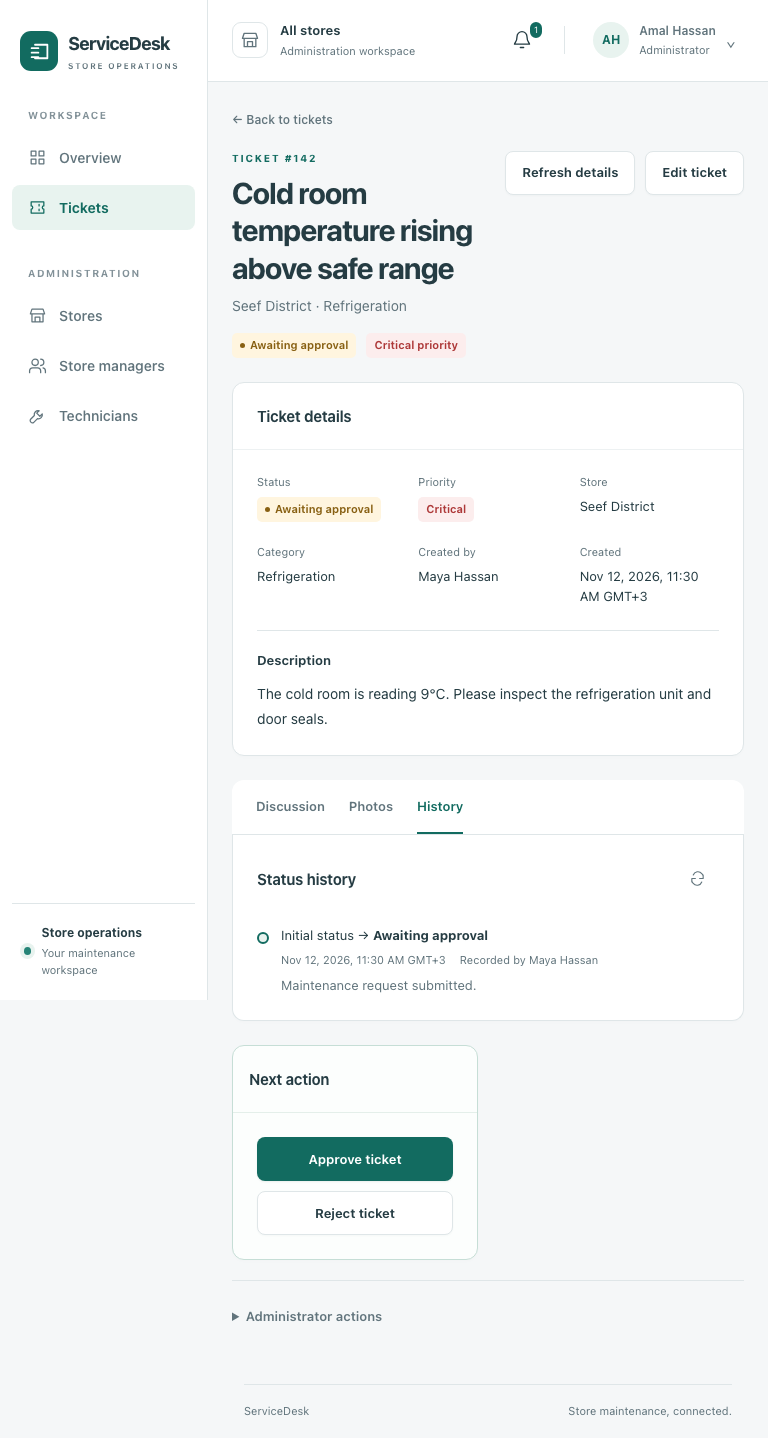 ServiceDesk
STORE OPERATIONS
WORKSPACE
Overview
Tickets
ADMINISTRATION
Stores
Store managers
Technicians
Store operations
Your maintenance
workspace
All stores
Administration workspace
1
AH
Amal Hassan
Administrator
← Back to tickets
TICKET #142
Cold room
temperature rising
above safe range
Seef District · Refrigeration
Awaiting approval
Critical priority
Refresh details
Edit ticket
Ticket details
Status
Awaiting approval
Priority
Critical
Store
Seef District
Category
Refrigeration
Created by
Maya Hassan
Created
Nov 12, 2026, 11:30
AM GMT+3
Description
The cold room is reading 9°C. Please inspect the refrigeration unit and
door seals.
Discussion
Photos
History
Status history
Initial status → Awaiting approval
Nov 12, 2026, 11:30 AM GMT+3 Recorded by Maya Hassan
Maintenance request submitted.
Next action
Approve ticket
Reject ticket
Administrator actions
ServiceDesk
Store maintenance, connected.